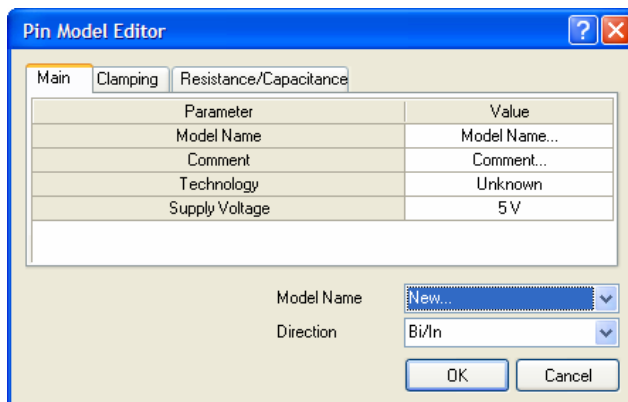 Pin Model Editor
Main Clamping Resistance/Capacitance
Parameter Value
Model Name Model Name...
Comment Comment...
Technology Unknown
Supply Voltage 5 V
Model Name New...
Direction Bi/In
OK Cancel